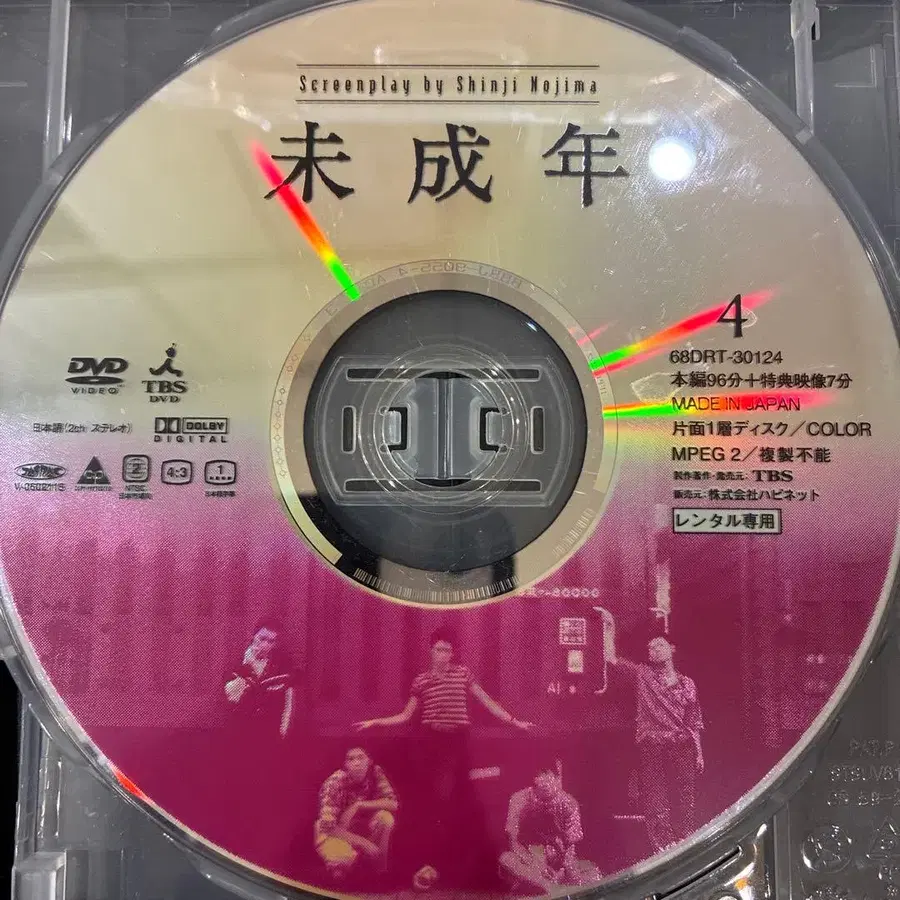 Screenplay by Shinji Nojima
未成年
4
68DRT-30124
本編96分＋特典映像7分
MADE IN JAPAN
片面1層ディスク／COLOR
MPEG 2／複製不能
製作著作・発売元: TBS
販売元: 株式会社ハピネット
レンタル専用
DVD
VIDEO
TBS
DVD
日本語(2ch ステレオ)
DOLBY
DIGITAL
2
NTSC
4:3
1